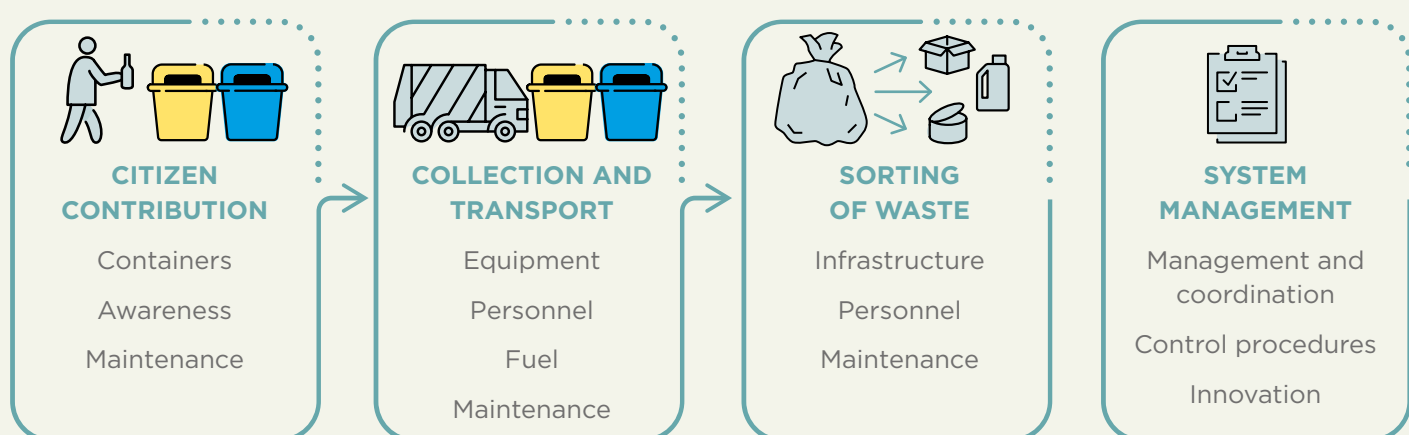 CITIZEN
CONTRIBUTION
Containers
Awareness
Maintenance
COLLECTION AND
TRANSPORT
Equipment
Personnel
Fuel
Maintenance
SORTING
OF WASTE
Infrastructure
Personnel
Maintenance
SYSTEM
MANAGEMENT
Management and
coordination
Control procedures
Innovation